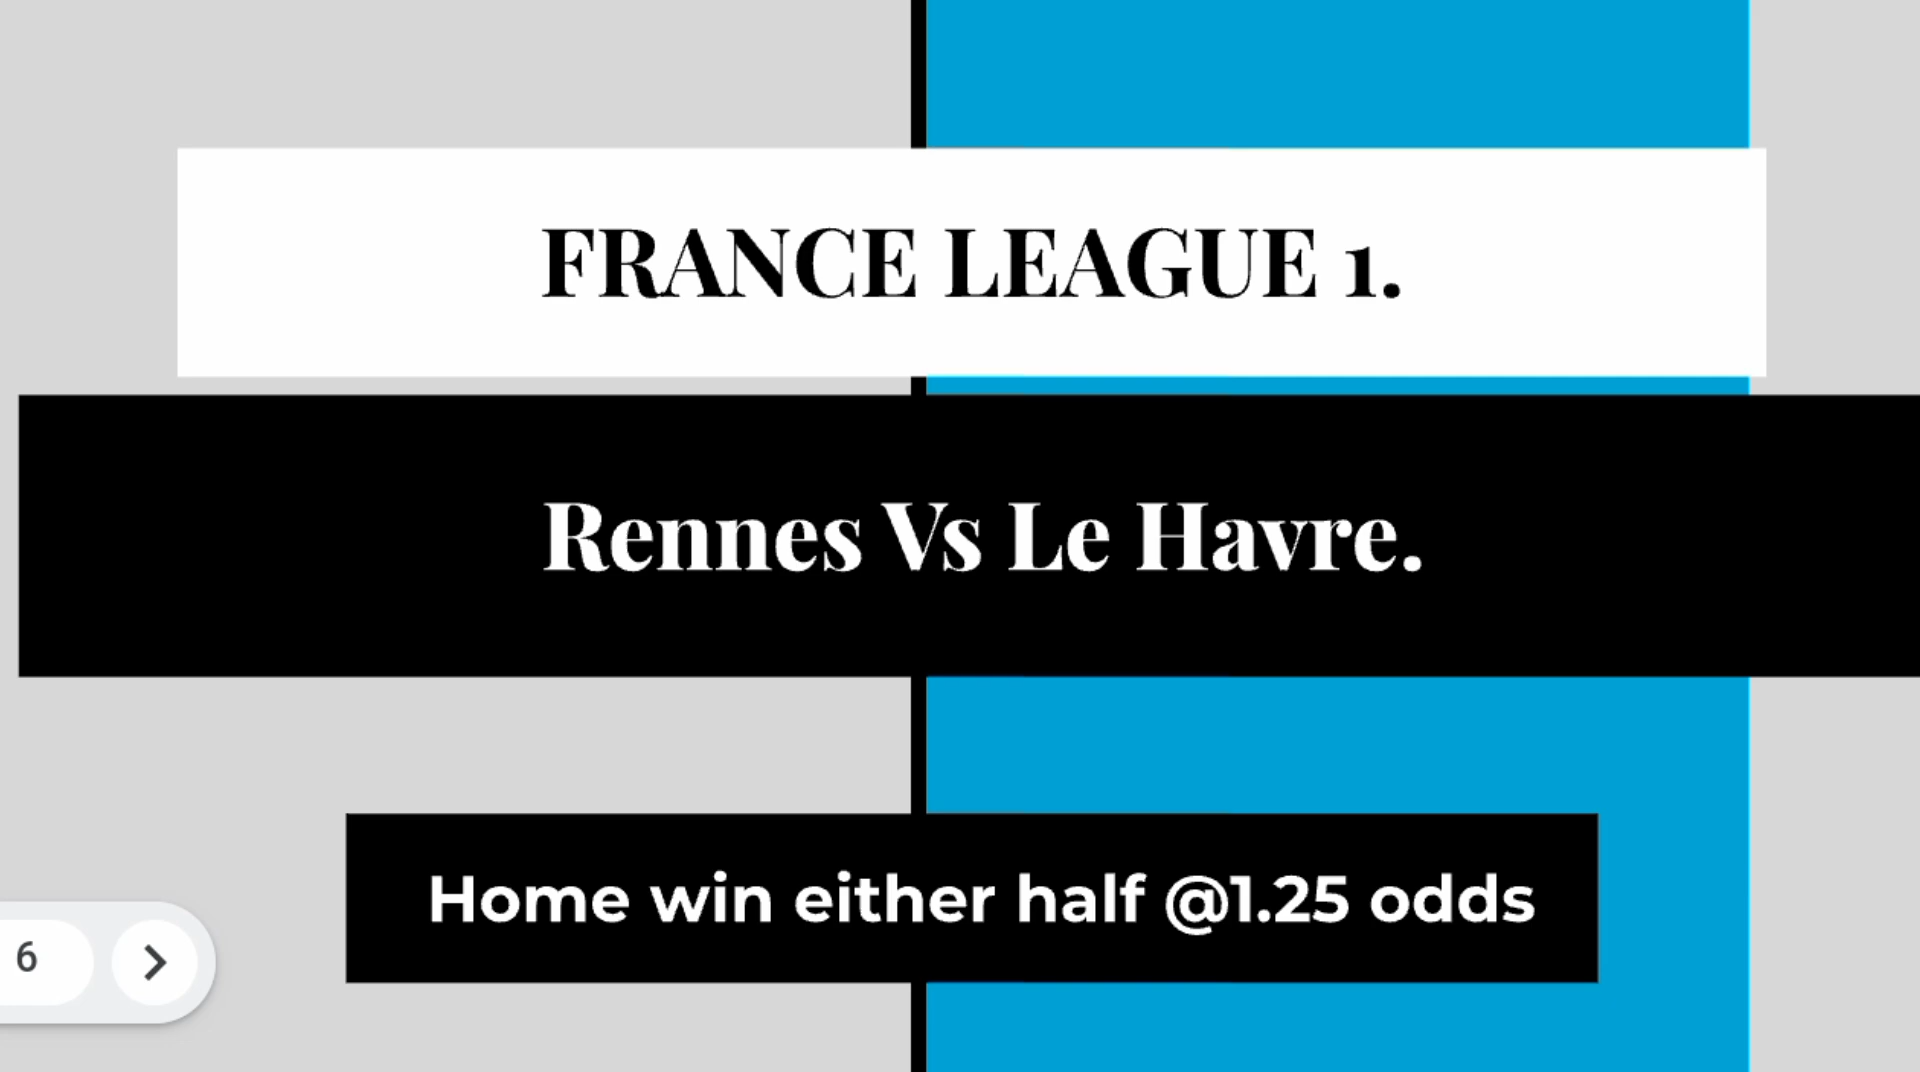 FRANCE LEAGUE 1.
Rennes Vs Le Havre.
Home win either half @1.25 odds
6